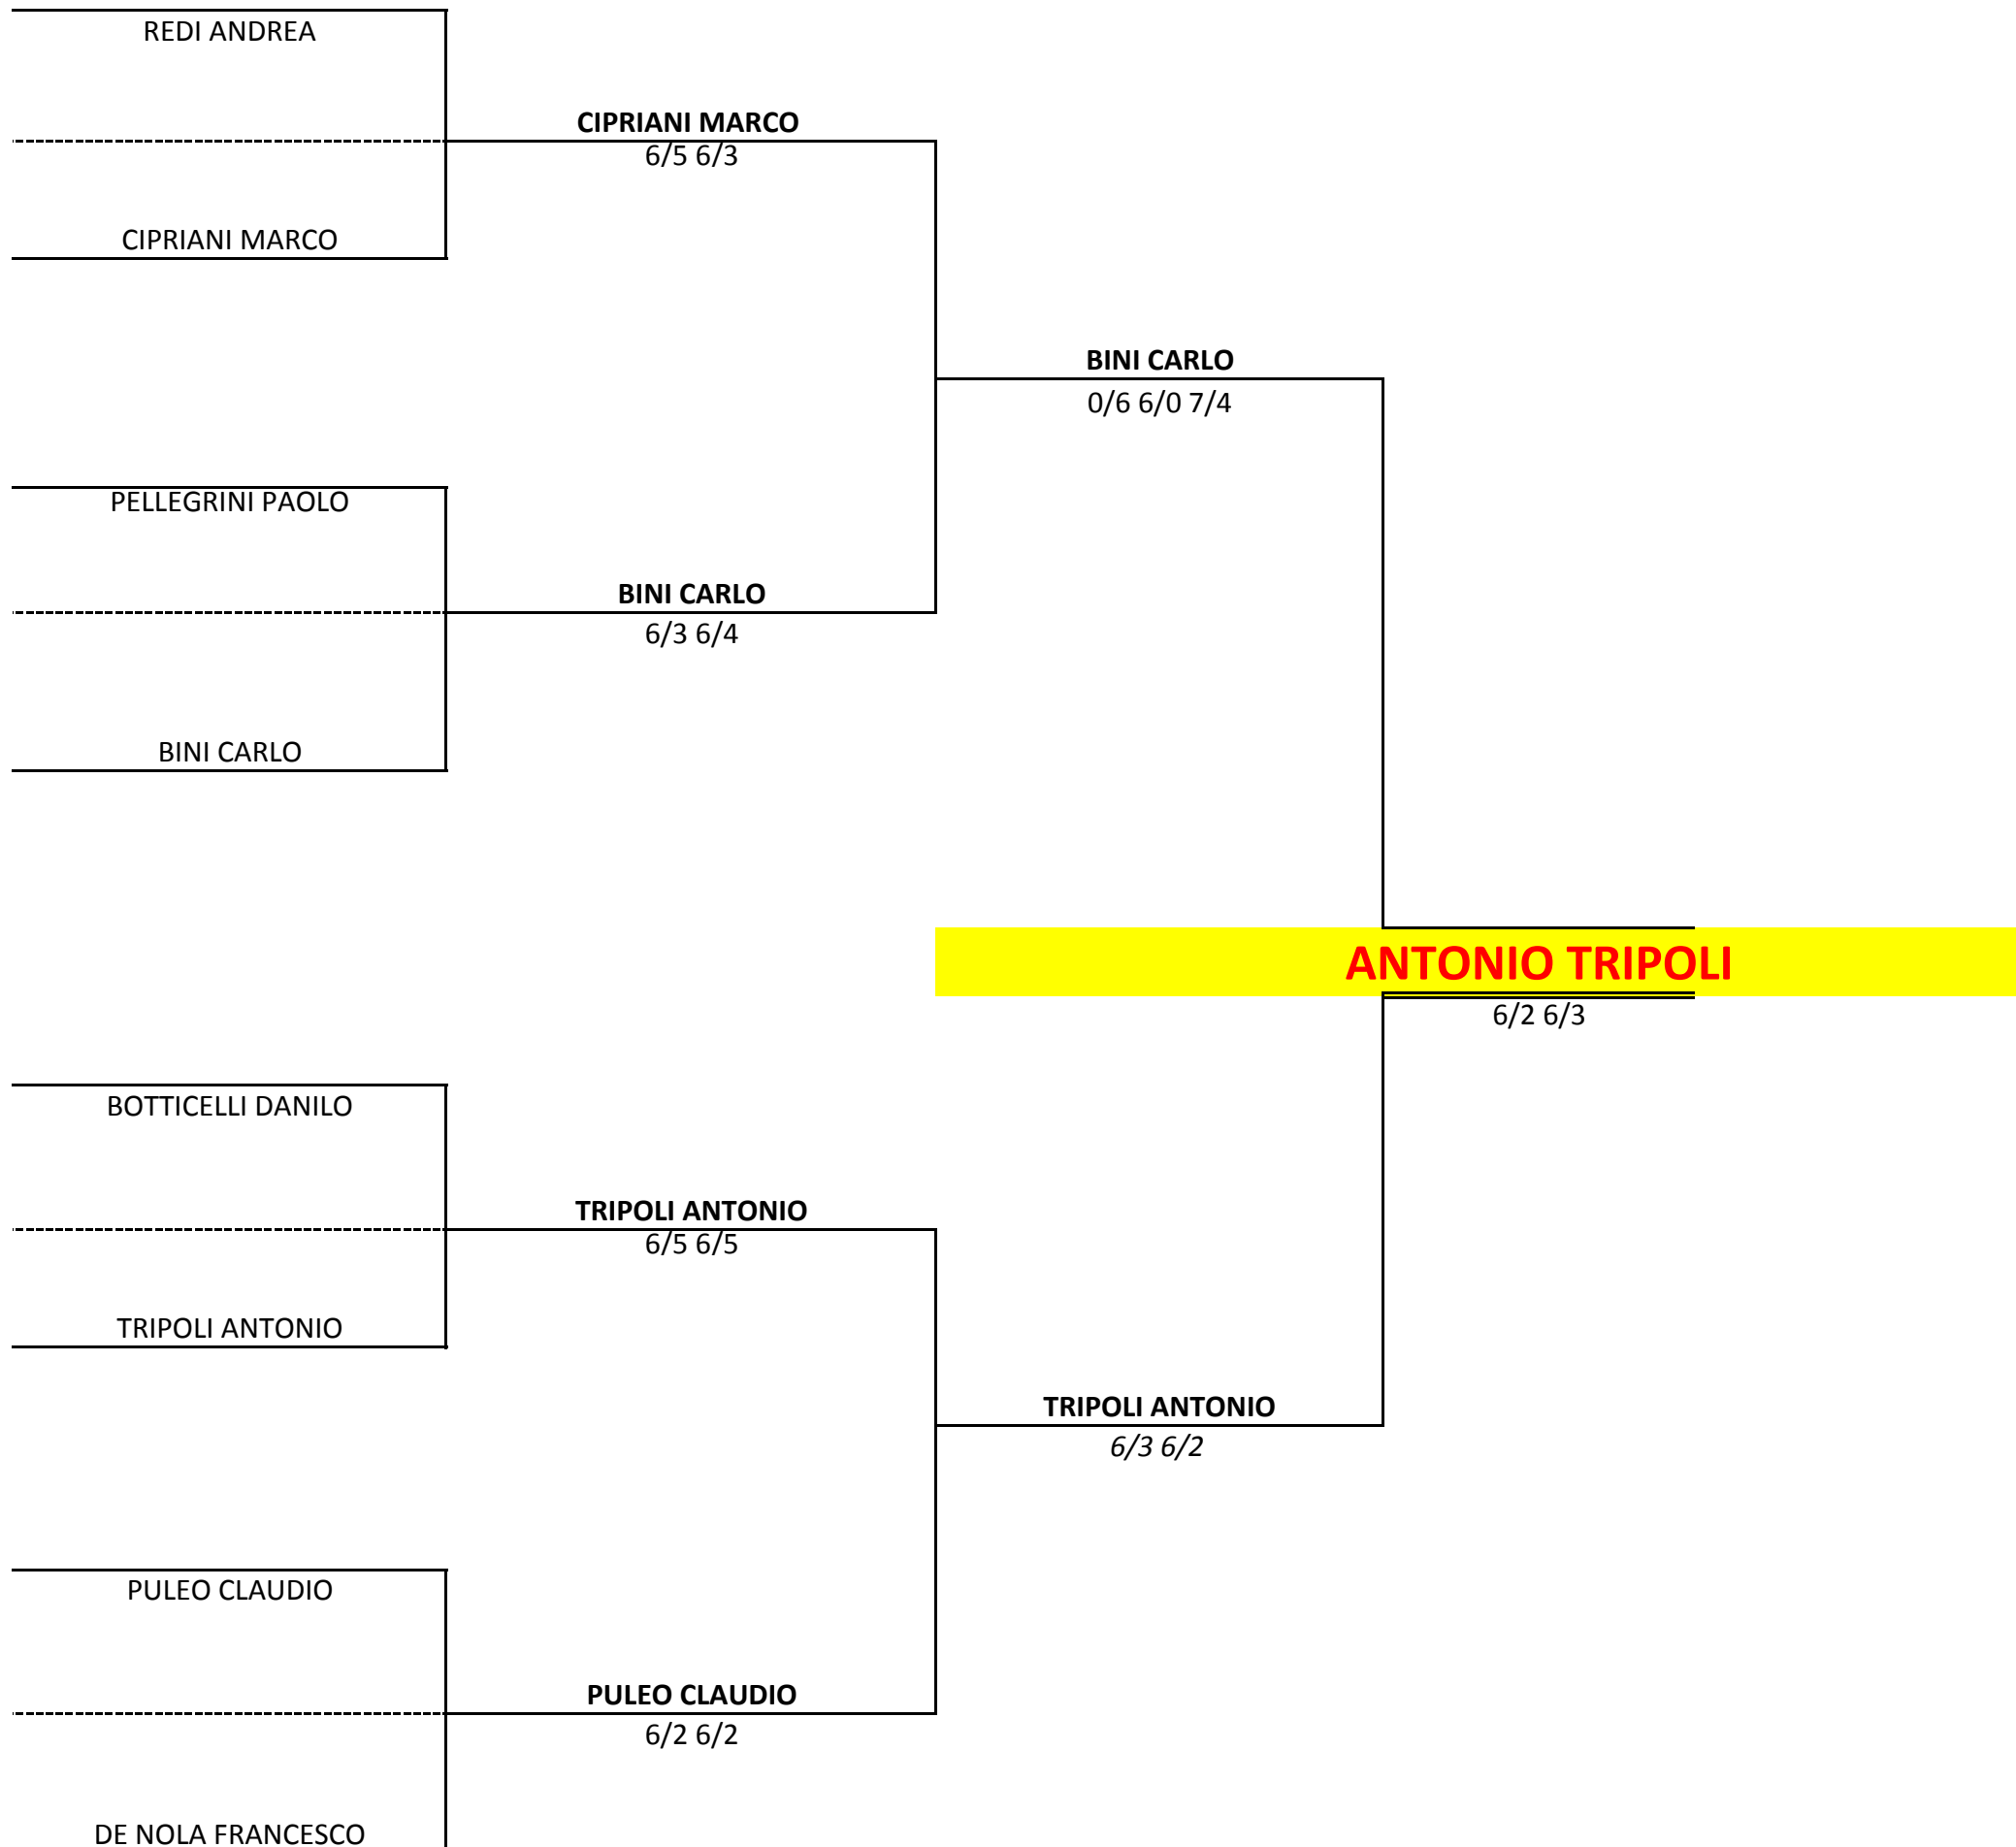 REDI ANDREA
CIPRIANI MARCO
6/5 6/3
CIPRIANI MARCO
BINI CARLO
0/6 6/0 7/4
PELLEGRINI PAOLO
BINI CARLO
6/3 6/4
BINI CARLO
ANTONIO TRIPOLI
6/2 6/3
BOTTICELLI DANILO
TRIPOLI ANTONIO
6/5 6/5
TRIPOLI ANTONIO
TRIPOLI ANTONIO
6/3 6/2
PULEO CLAUDIO
PULEO CLAUDIO
6/2 6/2
DE NOLA FRANCESCO